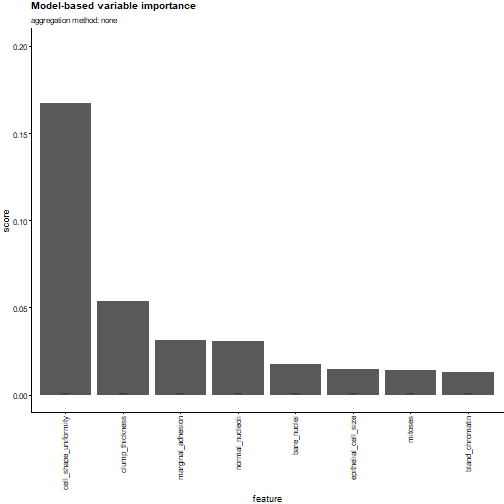 Model-based variable importance
aggregation method: none
0.20
0.15
0.10
0.05
0.00
score
cell_shape_uniformity
clump_thickness
marginal_adhesion
normal_nucleoli
bare_nuclei
epithelial_cell_size
mitoses
bland_chromatin
feature